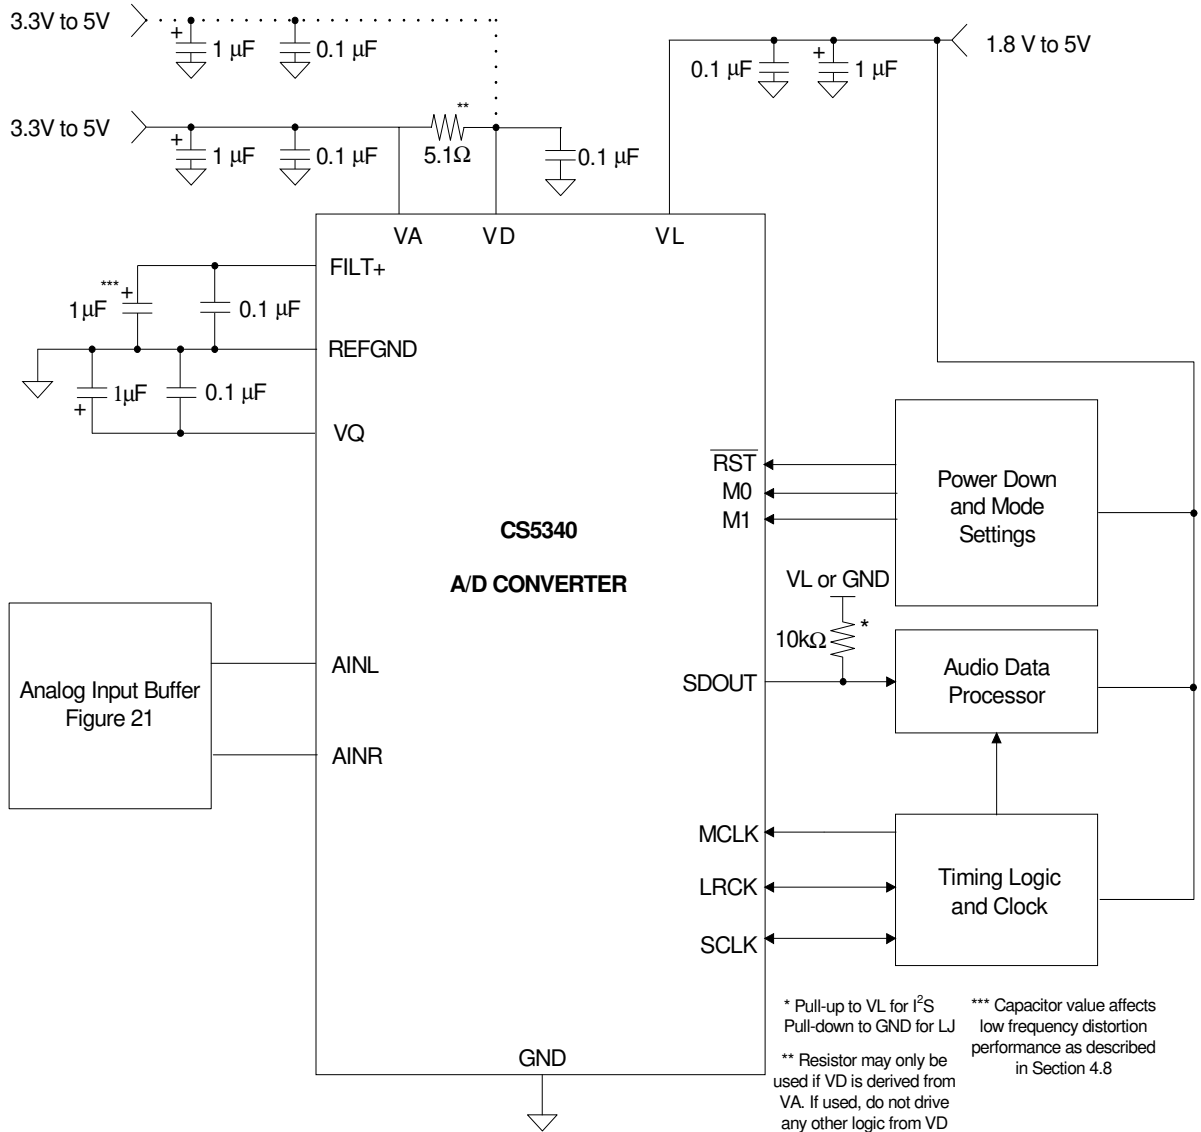 3.3V to 5V
+
1 µF
0.1 µF
0.1 µF
+
1 µF
1.8 V to 5V
3.3V to 5V
+
1 µF
0.1 µF
**
5.1Ω
0.1 µF
VA
VD
VL
FILT+
***
+
1µF
0.1 µF
REFGND
1µF
+
0.1 µF
VQ
RST
M0
M1
Power Down
and Mode
Settings
CS5340
A/D CONVERTER
VL or GND
10kΩ
*
Analog Input Buffer
Figure 21
AINL
AINR
SDOUT
Audio Data
Processor
MCLK
LRCK
SCLK
Timing Logic
and Clock
GND
* Pull-up to VL for I²S
Pull-down to GND for LJ
** Resistor may only be
used if VD is derived from
VA. If used, do not drive
any other logic from VD
*** Capacitor value affects
low frequency distortion
performance as described
in Section 4.8